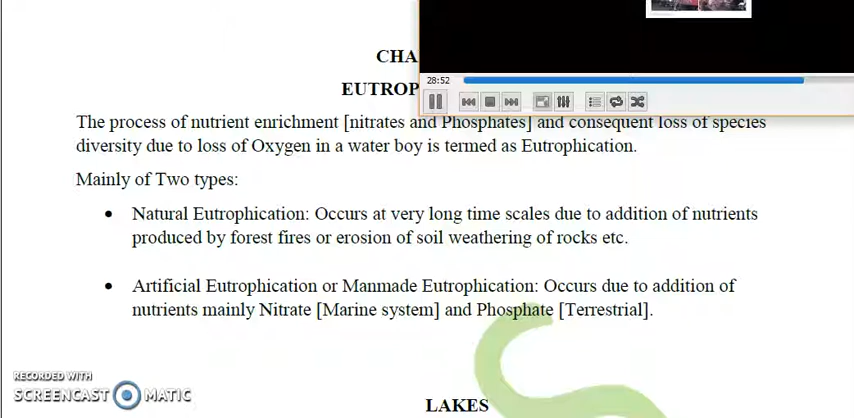 28:52
CHA
EUTROP
The process of nutrient enrichment [nitrates and Phosphates] and consequent loss of species
diversity due to loss of Oxygen in a water boy is termed as Eutrophication.
Mainly of Two types:
• Natural Eutrophication: Occurs at very long time scales due to addition of nutrients
produced by forest fires or erosion of soil weathering of rocks etc.
• Artificial Eutrophication or Manmade Eutrophication: Occurs due to addition of
nutrients mainly Nitrate [Marine system] and Phosphate [Terrestrial].
RECORDED WITH
SCREENCAST MATIC
LAKES